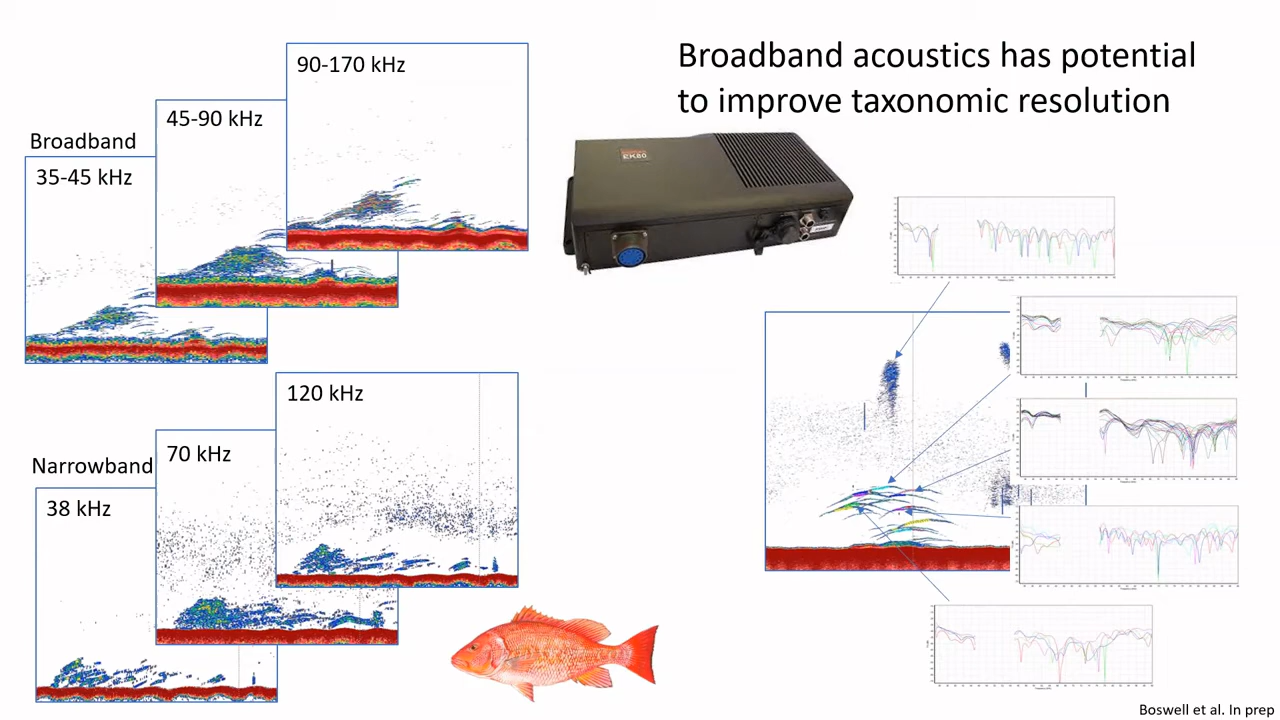 Broadband acoustics has potential
to improve taxonomic resolution
Broadband
35-45 kHz
45-90 kHz
90-170 kHz
EK80
Narrowband
38 kHz
70 kHz
120 kHz
Boswell et al. In prep